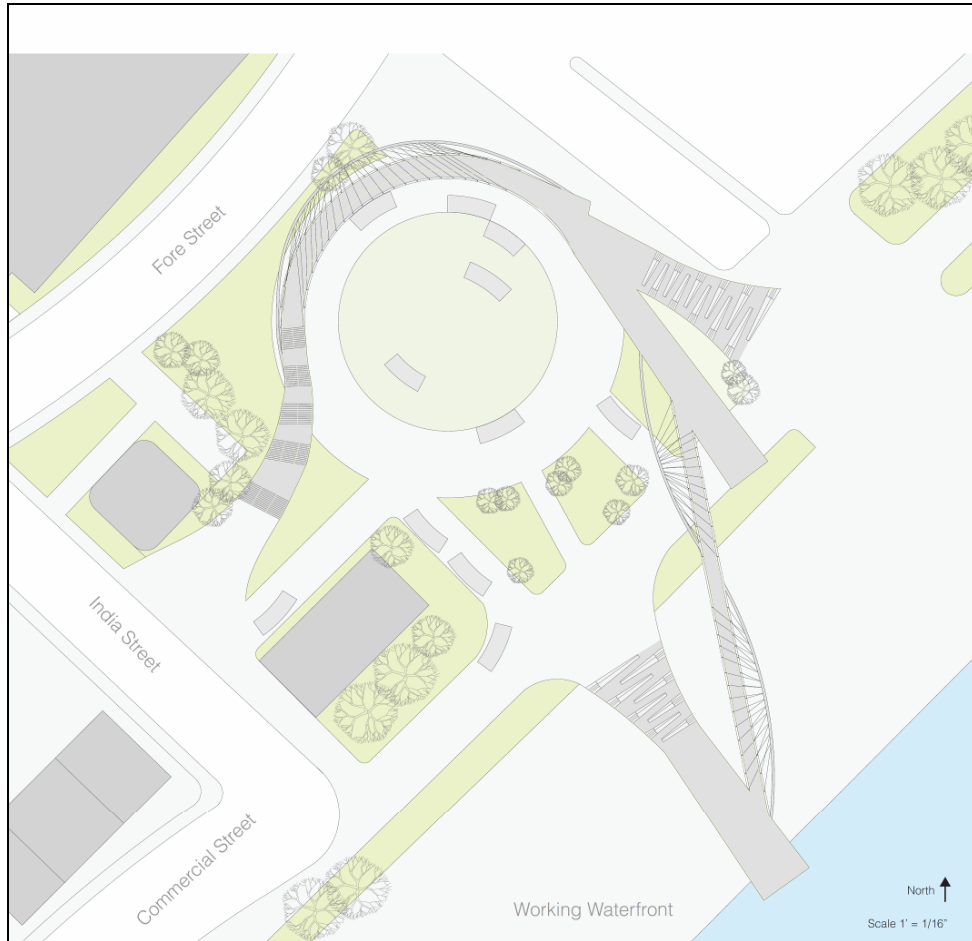 Fore Street
India Street
Commercial Street
Working Waterfront
North
Scale 1' = 1/16"